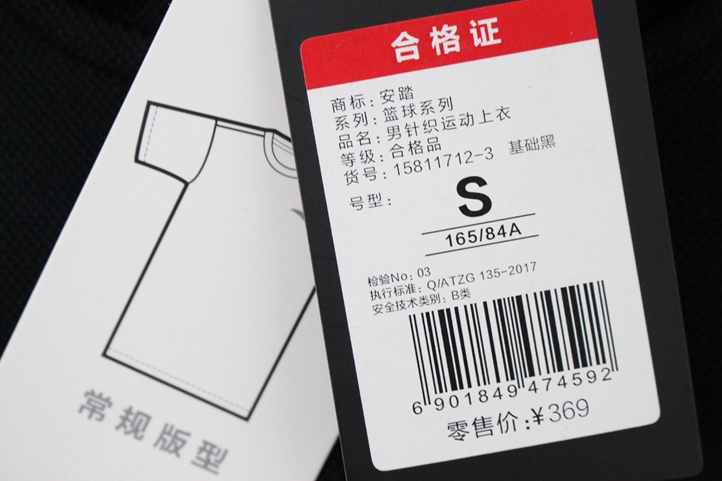 合格证
商标: 安踏
系列: 篮球系列
品名: 男针织运动上衣
等级: 合格品
货号: 15811712-3 基础黑
号型: S
165/84A
检验No: 03
执行标准: Q/ATZG 135-2017
安全技术类别: B类
6 901849 474592
零售价:¥369
常规版型